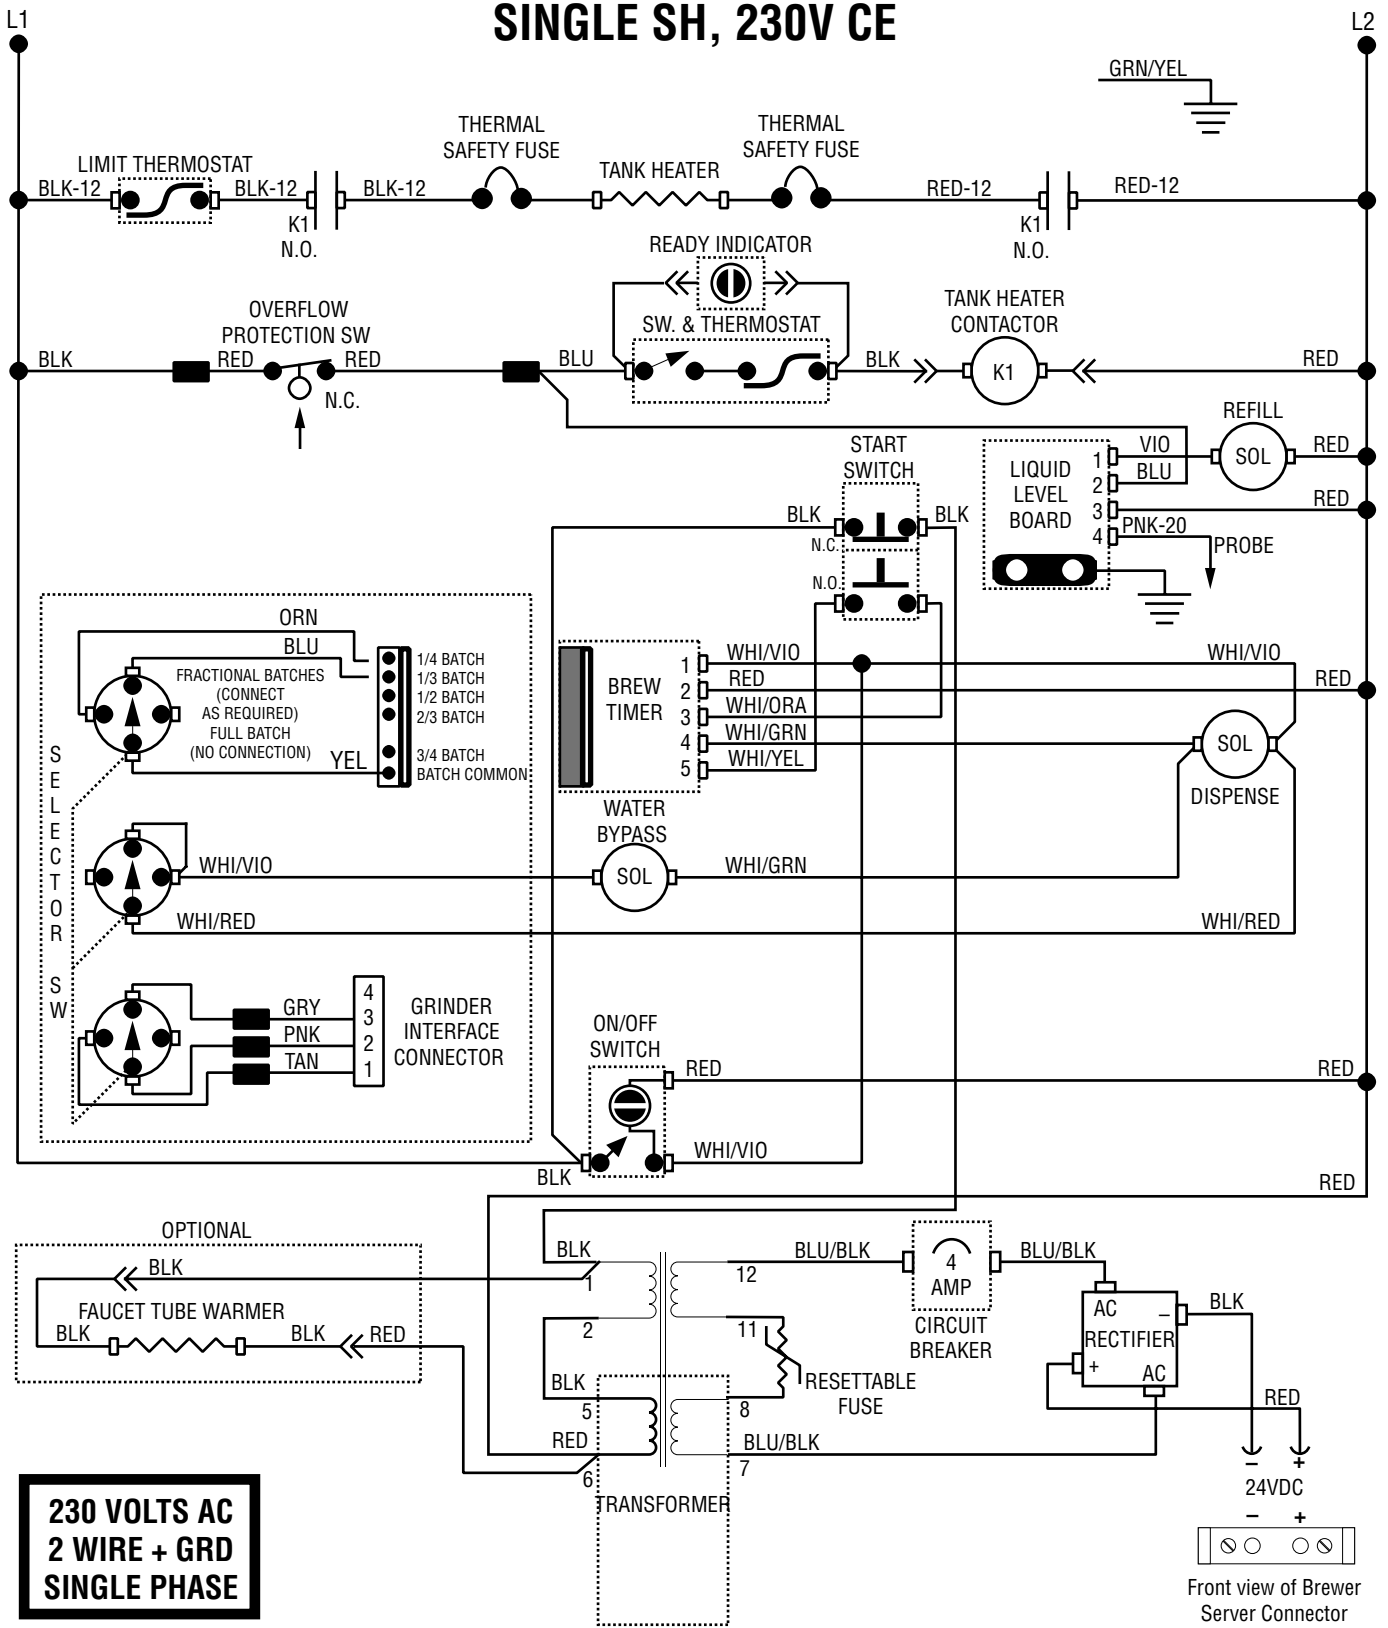 SINGLE SH, 230V CE
L1
L2
GRN/YEL
THERMAL
SAFETY FUSE
THERMAL
SAFETY FUSE
LIMIT THERMOSTAT
TANK HEATER
BLK-12
BLK-12
BLK-12
RED-12
RED-12
K1
N.O.
K1
N.O.
READY INDICATOR
OVERFLOW
PROTECTION SW
SW. & THERMOSTAT
TANK HEATER
CONTACTOR
BLK
RED
RED
BLU
BLK
K1
RED
N.C.
REFILL
START
SWITCH
LIQUID
LEVEL
BOARD
1
VIO
SOL
RED
2
BLU
3
RED
4
PNK-20
PROBE
BLK
BLK
N.C.
N.O.
ORN
BLU
FRACTIONAL BATCHES
(CONNECT
AS REQUIRED)
FULL BATCH
(NO CONNECTION)
YEL
1/4 BATCH
1/3 BATCH
1/2 BATCH
2/3 BATCH
3/4 BATCH
BATCH COMMON
BREW
TIMER
1
WHI/VIO
WHI/VIO
2
RED
RED
3
WHI/ORA
4
WHI/GRN
5
WHI/YEL
SOL
DISPENSE
SELECTOR SW
WATER
BYPASS
WHI/VIO
SOL
WHI/GRN
WHI/RED
WHI/RED
GRY
PNK
TAN
4
3
2
1
GRINDER
INTERFACE
CONNECTOR
ON/OFF
SWITCH
RED
RED
WHI/VIO
BLK
RED
OPTIONAL
BLK
FAUCET TUBE WARMER
BLK
BLK
RED
BLK
1
2
BLK
5
RED
6
12
11
8
7
TRANSFORMER
BLU/BLK
4
AMP
BLU/BLK
CIRCUIT
BREAKER
RESETTABLE
FUSE
BLU/BLK
AC
–
RECTIFIER
+
AC
BLK
RED
– +
24VDC
– +
Front view of Brewer
Server Connector
230 VOLTS AC
2 WIRE + GRD
SINGLE PHASE